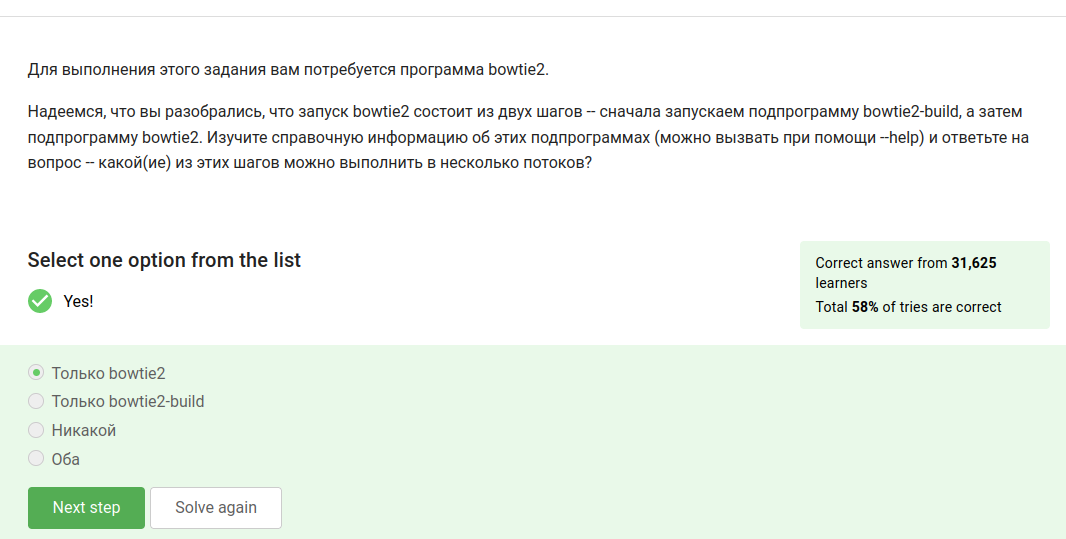 Для выполнения этого задания вам потребуется программа bowtie2.
Надеемся, что вы разобрались, что запуск bowtie2 состоит из двух шагов -- сначала запускаем подпрограмму bowtie2-build, а затем
подпрограмму bowtie2. Изучите справочную информацию об этих подпрограммах (можно вызвать при помощи --help) и ответьте на
вопрос -- какой(ие) из этих шагов можно выполнить в несколько потоков?
Select one option from the list
Yes!
Correct answer from 31,625
learners
Total 58% of tries are correct
Только bowtie2
Только bowtie2-build
Никакой
Оба
Next step
Solve again